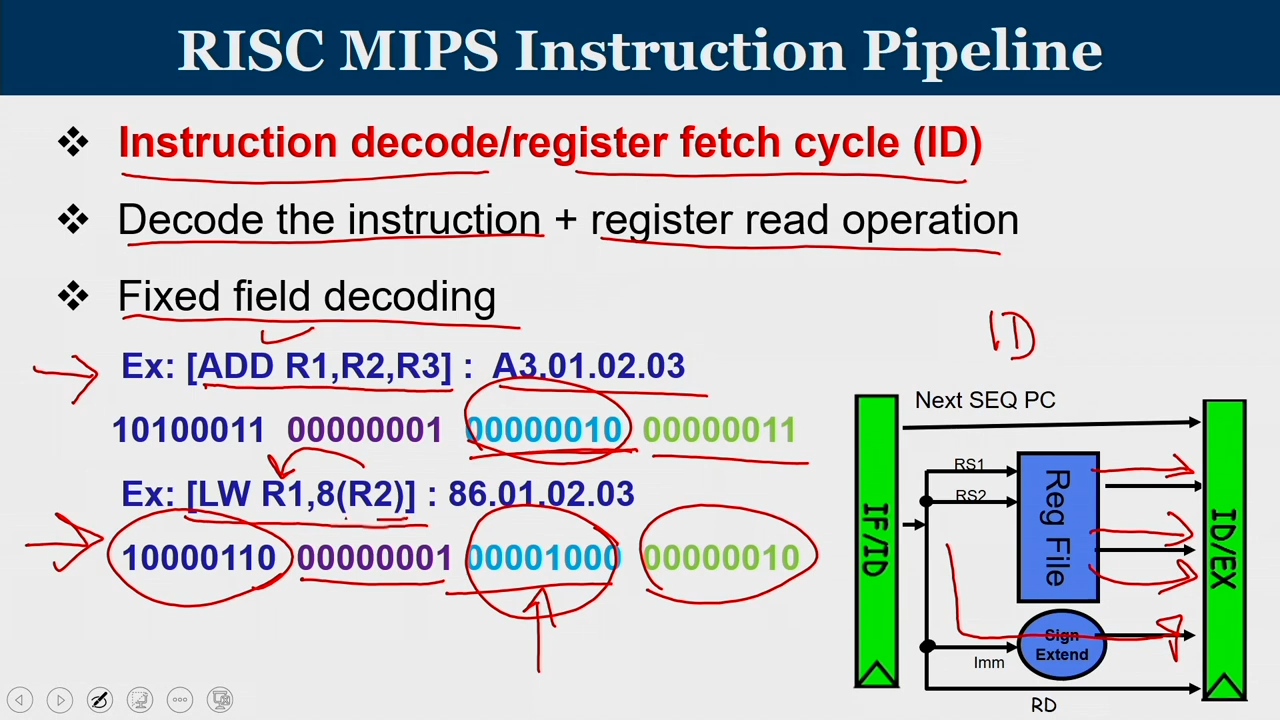 RISC MIPS Instruction Pipeline
❖ Instruction decode/register fetch cycle (ID)
❖ Decode the instruction + register read operation
❖ Fixed field decoding
ID
Ex: [ADD R1,R2,R3] : A3.01.02.03
10100011 00000001 00000010 00000011
Ex: [LW R1,8(R2)] : 86.01.02.03
10000110 00000001 00001000 00000010
Next SEQ PC
IF/ID
RS1
RS2
Reg File
ID/EX
Sign
Extend
Imm
RD